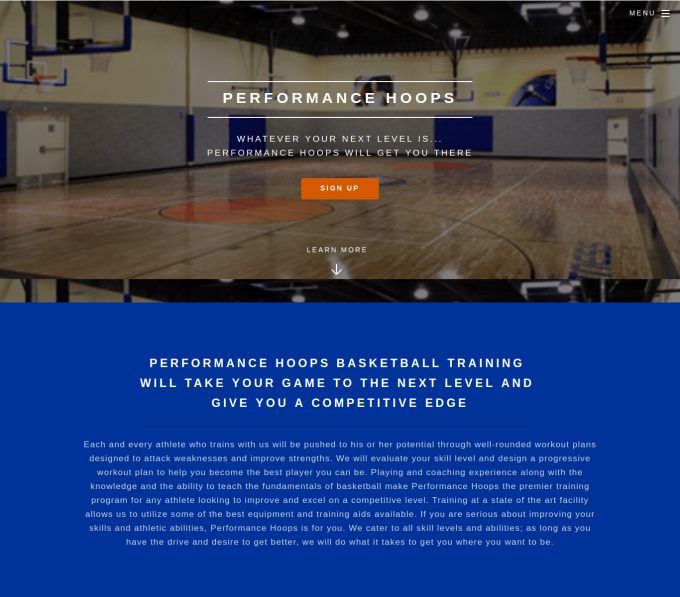 MENU
PERFORMANCE HOOPS
WHATEVER YOUR NEXT LEVEL IS...
PERFORMANCE HOOPS WILL GET YOU THERE
SIGN UP
LEARN MORE
PERFORMANCE HOOPS BASKETBALL TRAINING
WILL TAKE YOUR GAME TO THE NEXT LEVEL AND
GIVE YOU A COMPETITIVE EDGE
Each and every athlete who trains with us will be pushed to his or her potential through well-rounded workout plans
designed to attack weaknesses and improve strengths. We will evaluate your skill level and design a progressive
workout plan to help you become the best player you can be. Playing and coaching experience along with the
knowledge and the ability to teach the fundamentals of basketball make Performance Hoops the premier training
program for any athlete looking to improve and excel on a competitive level. Training at a state of the art facility
allows us to utilize some of the best equipment and training aids available. If you are serious about improving your
skills and athletic abilities, Performance Hoops is for you. We cater to all skill levels and abilities; as long as you
have the drive and desire to get better, we will do what it takes to get you where you want to be.